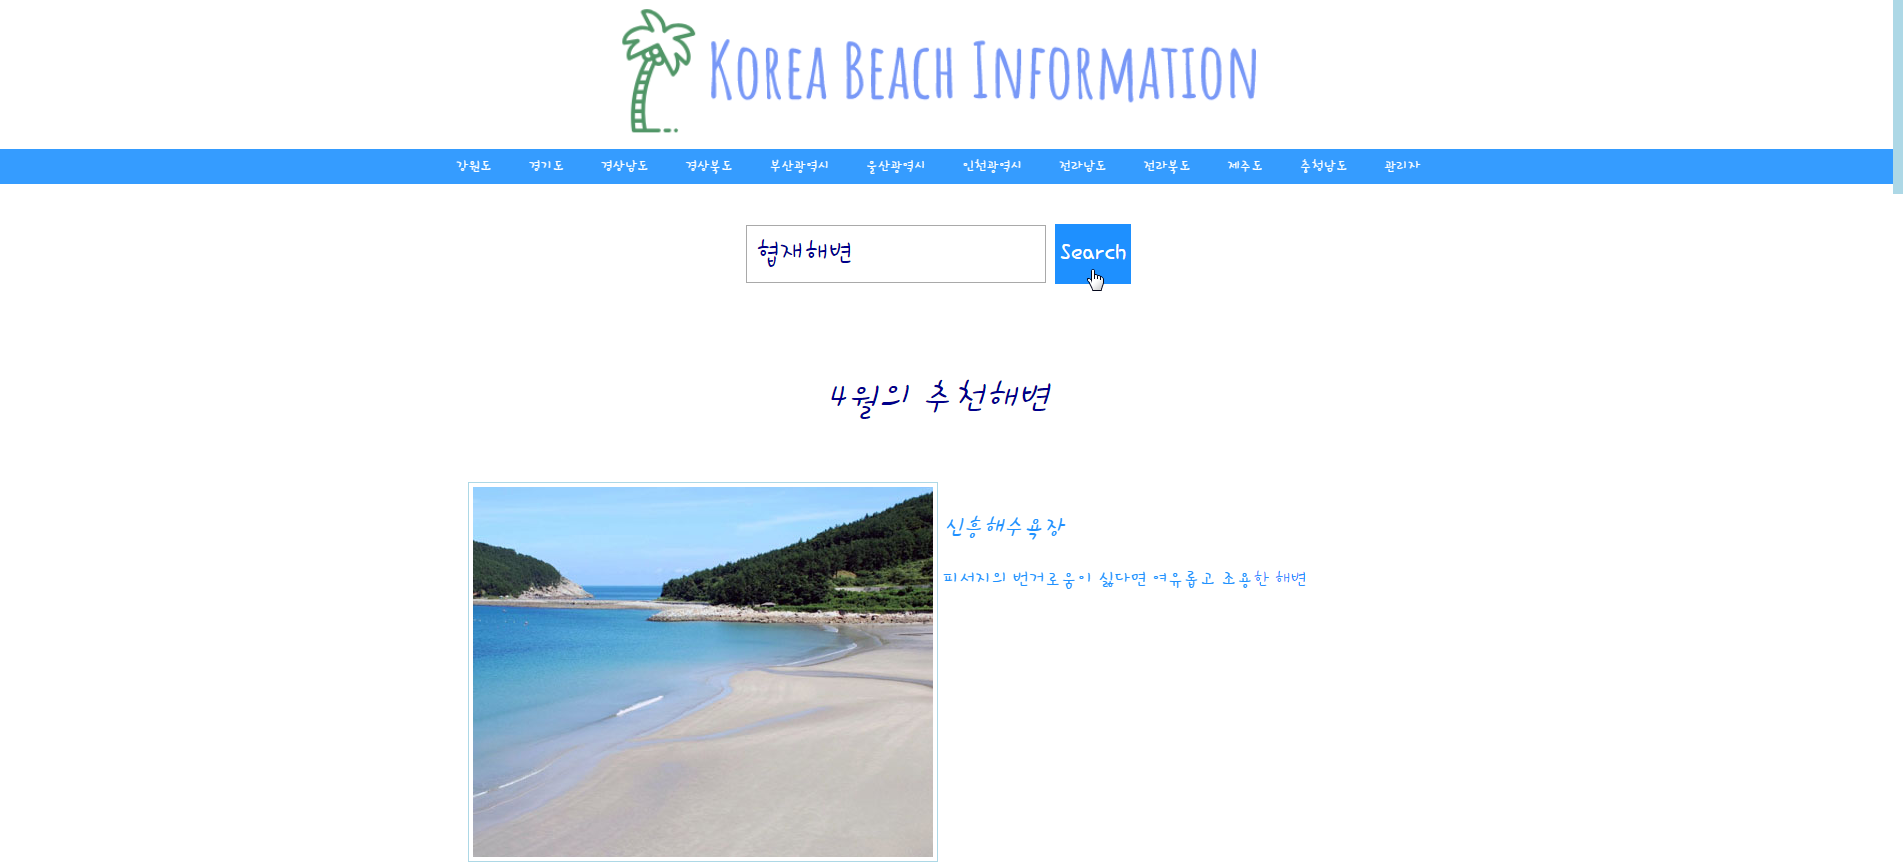 KOREA BEACH INFORMATION
강원도 경기도 경상남도 경상북도 부산광역시 울산광역시 인천광역시 전라남도 전라북도 제주도 충청남도 관리자
협재해변 Search
4월의 추천해변
신흥해수욕장
피서지의 번거로움이 싫다면 여유롭고 조용한 해변